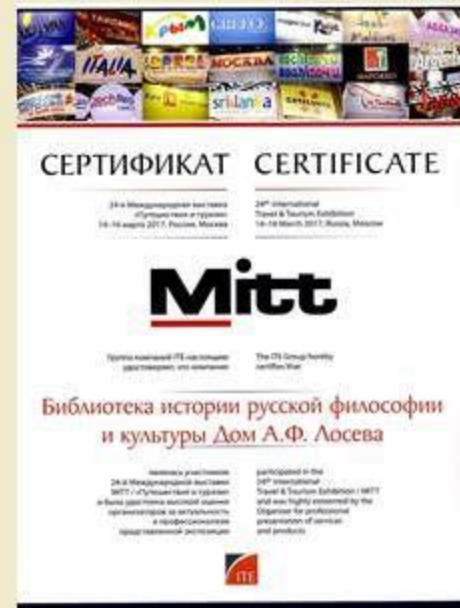 КРЫМ
GREECE
ITALIA
МОСКВА
МАРОККО
srilanka
СЕРТИФИКАТ
CERTIFICATE
24-я Международная выставка
«Путешествия и туризм»
14–16 марта 2017, Россия, Москва
24th International
Travel & Tourism Exhibition
14–16 March 2017, Russia, Moscow
Mitt
Группа компаний ITE настоящим
удостоверяет, что компания
The ITE Group hereby
certifies that
Библиотека истории русской философии
и культуры Дом А.Ф. Лосева
являлась участником
24-й Международной выставки
MITT / «Путешествия и туризм»
и была удостоена высокой оценки
организаторов за актуальность
и профессионализм
представленной экспозиции
participated in the
24th International
Travel & Tourism Exhibition / MITT
and was highly esteemed by the
Organiser for professional
presentation of services
and products
ITE